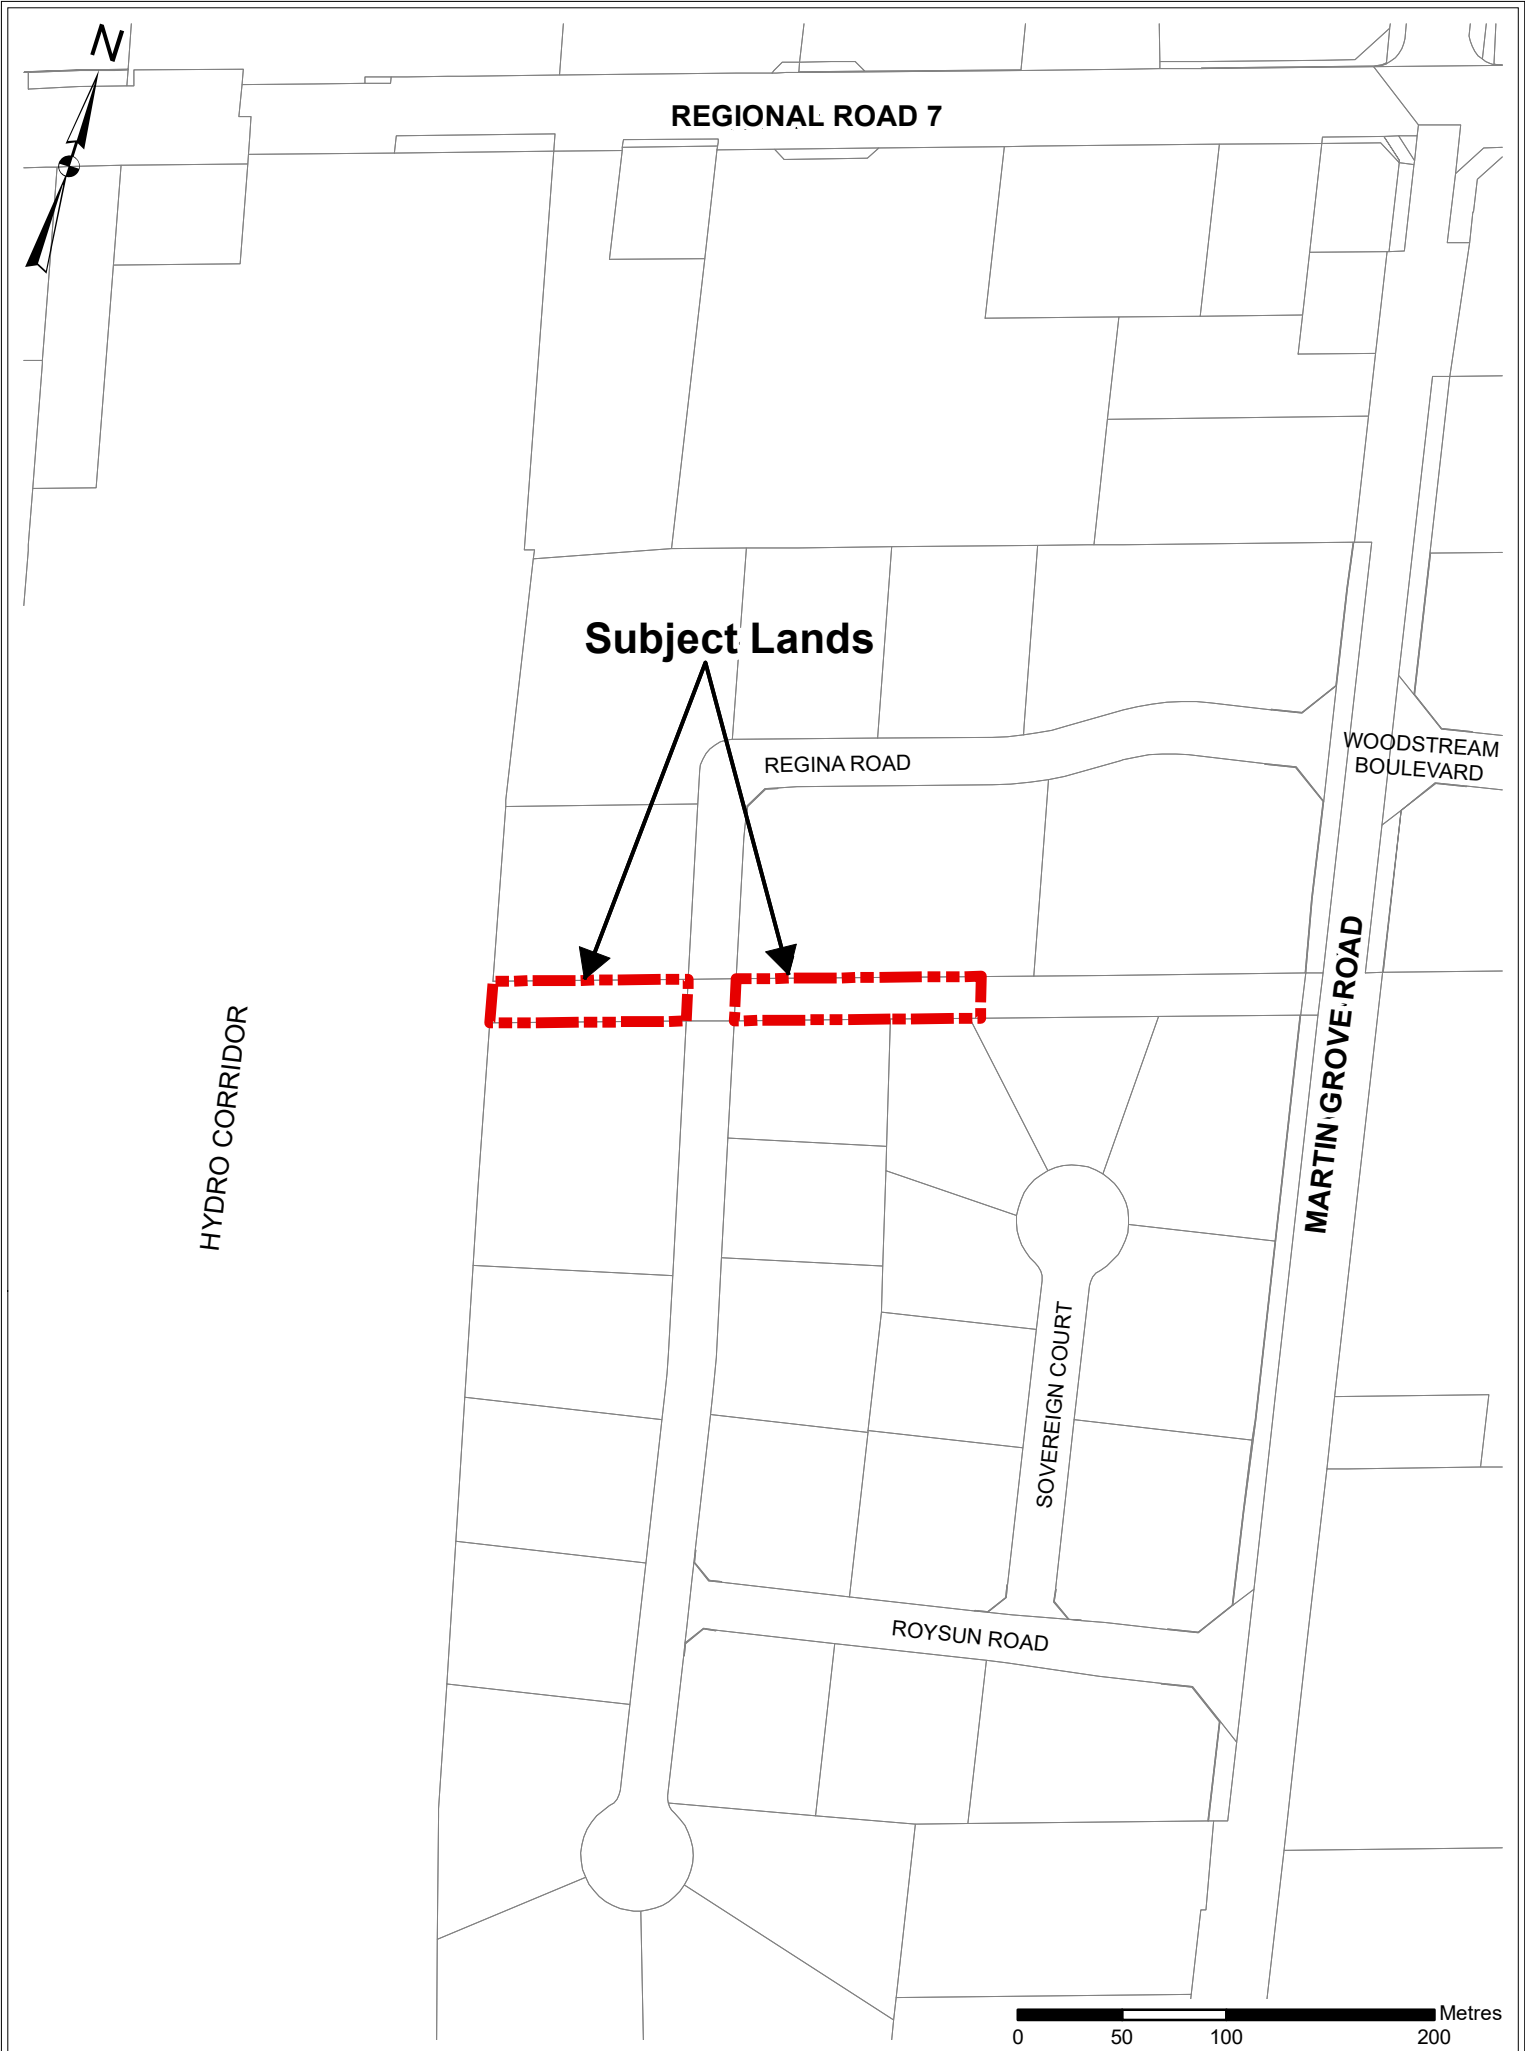 N
REGIONAL ROAD 7
Subject Lands
REGINA ROAD
WOODSTREAM
BOULEVARD
MARTIN GROVE ROAD
HYDRO CORRIDOR
SOVEREIGN COURT
ROYSUN ROAD
Metres
0 50 100 200